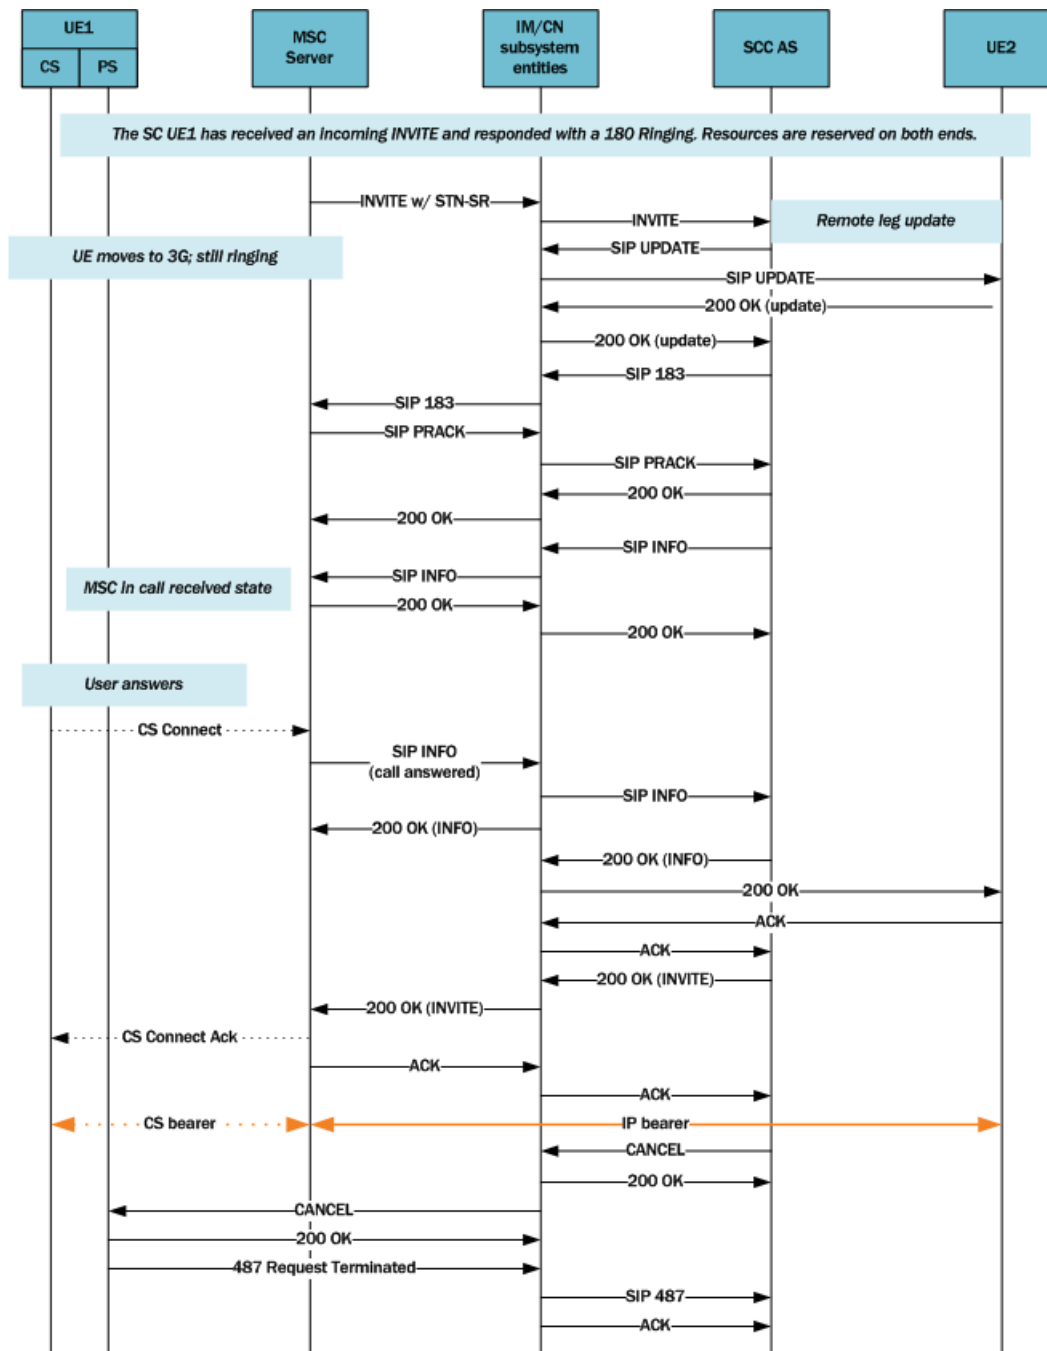 UE1
CS
PS
MSC
Server
IM/CN
subsystem
entities
SCC AS
UE2
The SC UE1 has received an incoming INVITE and responded with a 180 Ringing. Resources are reserved on both ends.
INVITE w/ STN-SR
INVITE
Remote leg update
SIP UPDATE
UE moves to 3G; still ringing
SIP UPDATE
200 OK (update)
200 OK (update)
SIP 183
SIP 183
SIP PRACK
SIP PRACK
200 OK
200 OK
SIP INFO
SIP INFO
MSC in call received state
200 OK
200 OK
User answers
CS Connect
SIP INFO
(call answered)
SIP INFO
200 OK (INFO)
200 OK (INFO)
200 OK
ACK
ACK
200 OK (INVITE)
200 OK (INVITE)
CS Connect Ack
ACK
ACK
CS bearer
IP bearer
CANCEL
200 OK
CANCEL
200 OK
487 Request Terminated
SIP 487
ACK